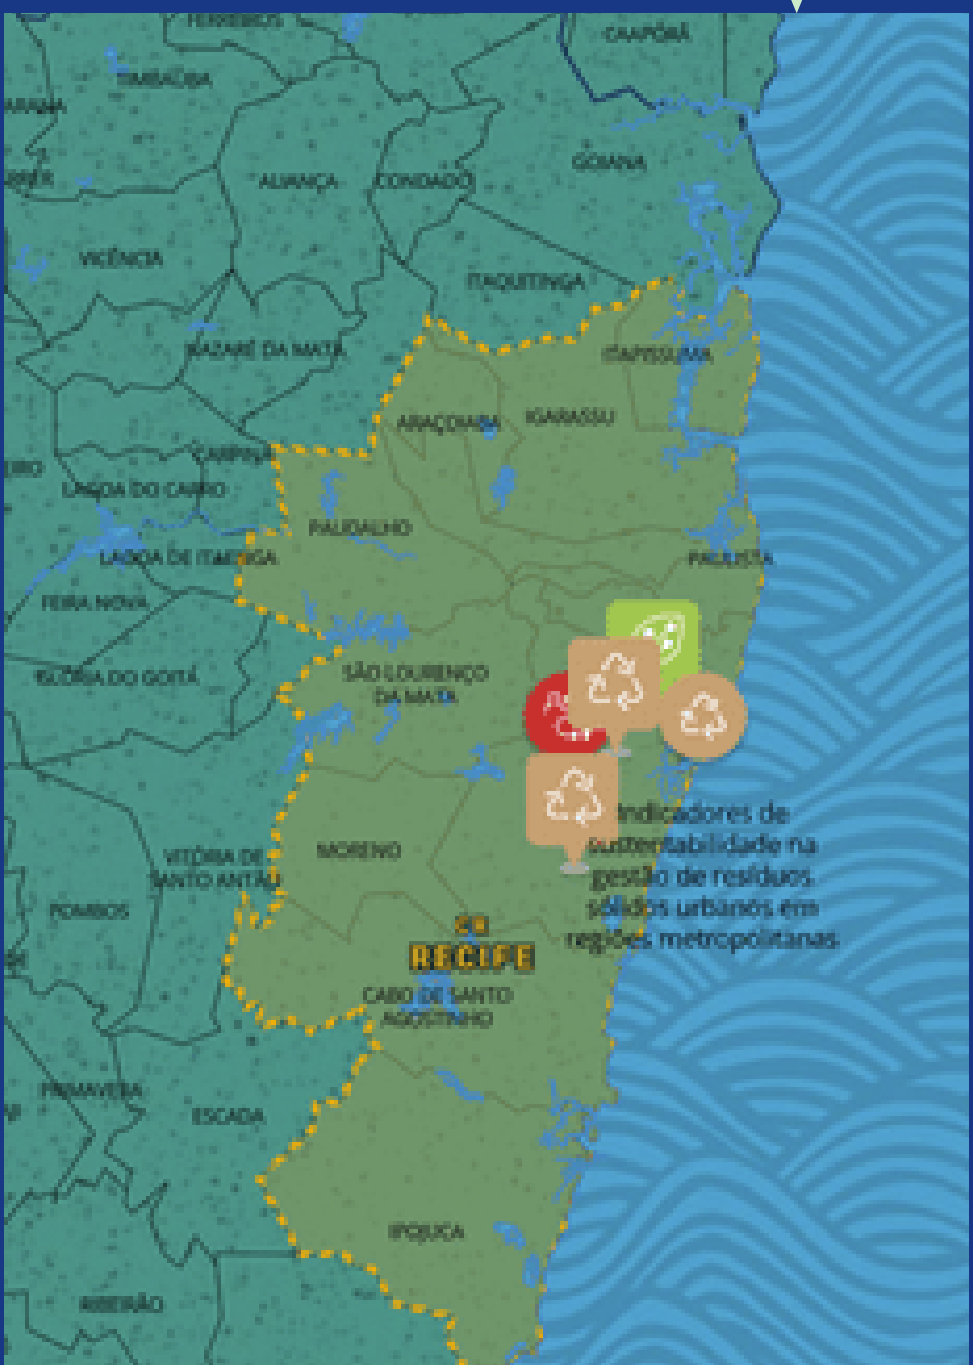 FERREIROS
CAAPORÃ
TIMBAÚBA
GOIANA
ALIANÇA
CONDADO
VICÊNCIA
ITAQUITINGA
NAZARÉ DA MATA
ITAPISSUMA
ARAÇOIABA
IGARASSU
CARPINA
LAGOA DO CARRO
PAUDALHO
LAGOA DE ITAENGA
PAULISTA
FEIRA NOVA
GLÓRIA DO GOITÁ
SÃO LOURENÇO
DA MATA
Indicadores de
sustentabilidade na
gestão de resíduos
sólidos urbanos em
regiões metropolitanas
MORENO
VITÓRIA DE
SANTO ANTÃO
POMBOS
RECIFE
CABO DE SANTO
AGOSTINHO
PRIMAVERA
ESCADA
IPOJUCA
RIBEIRÃO